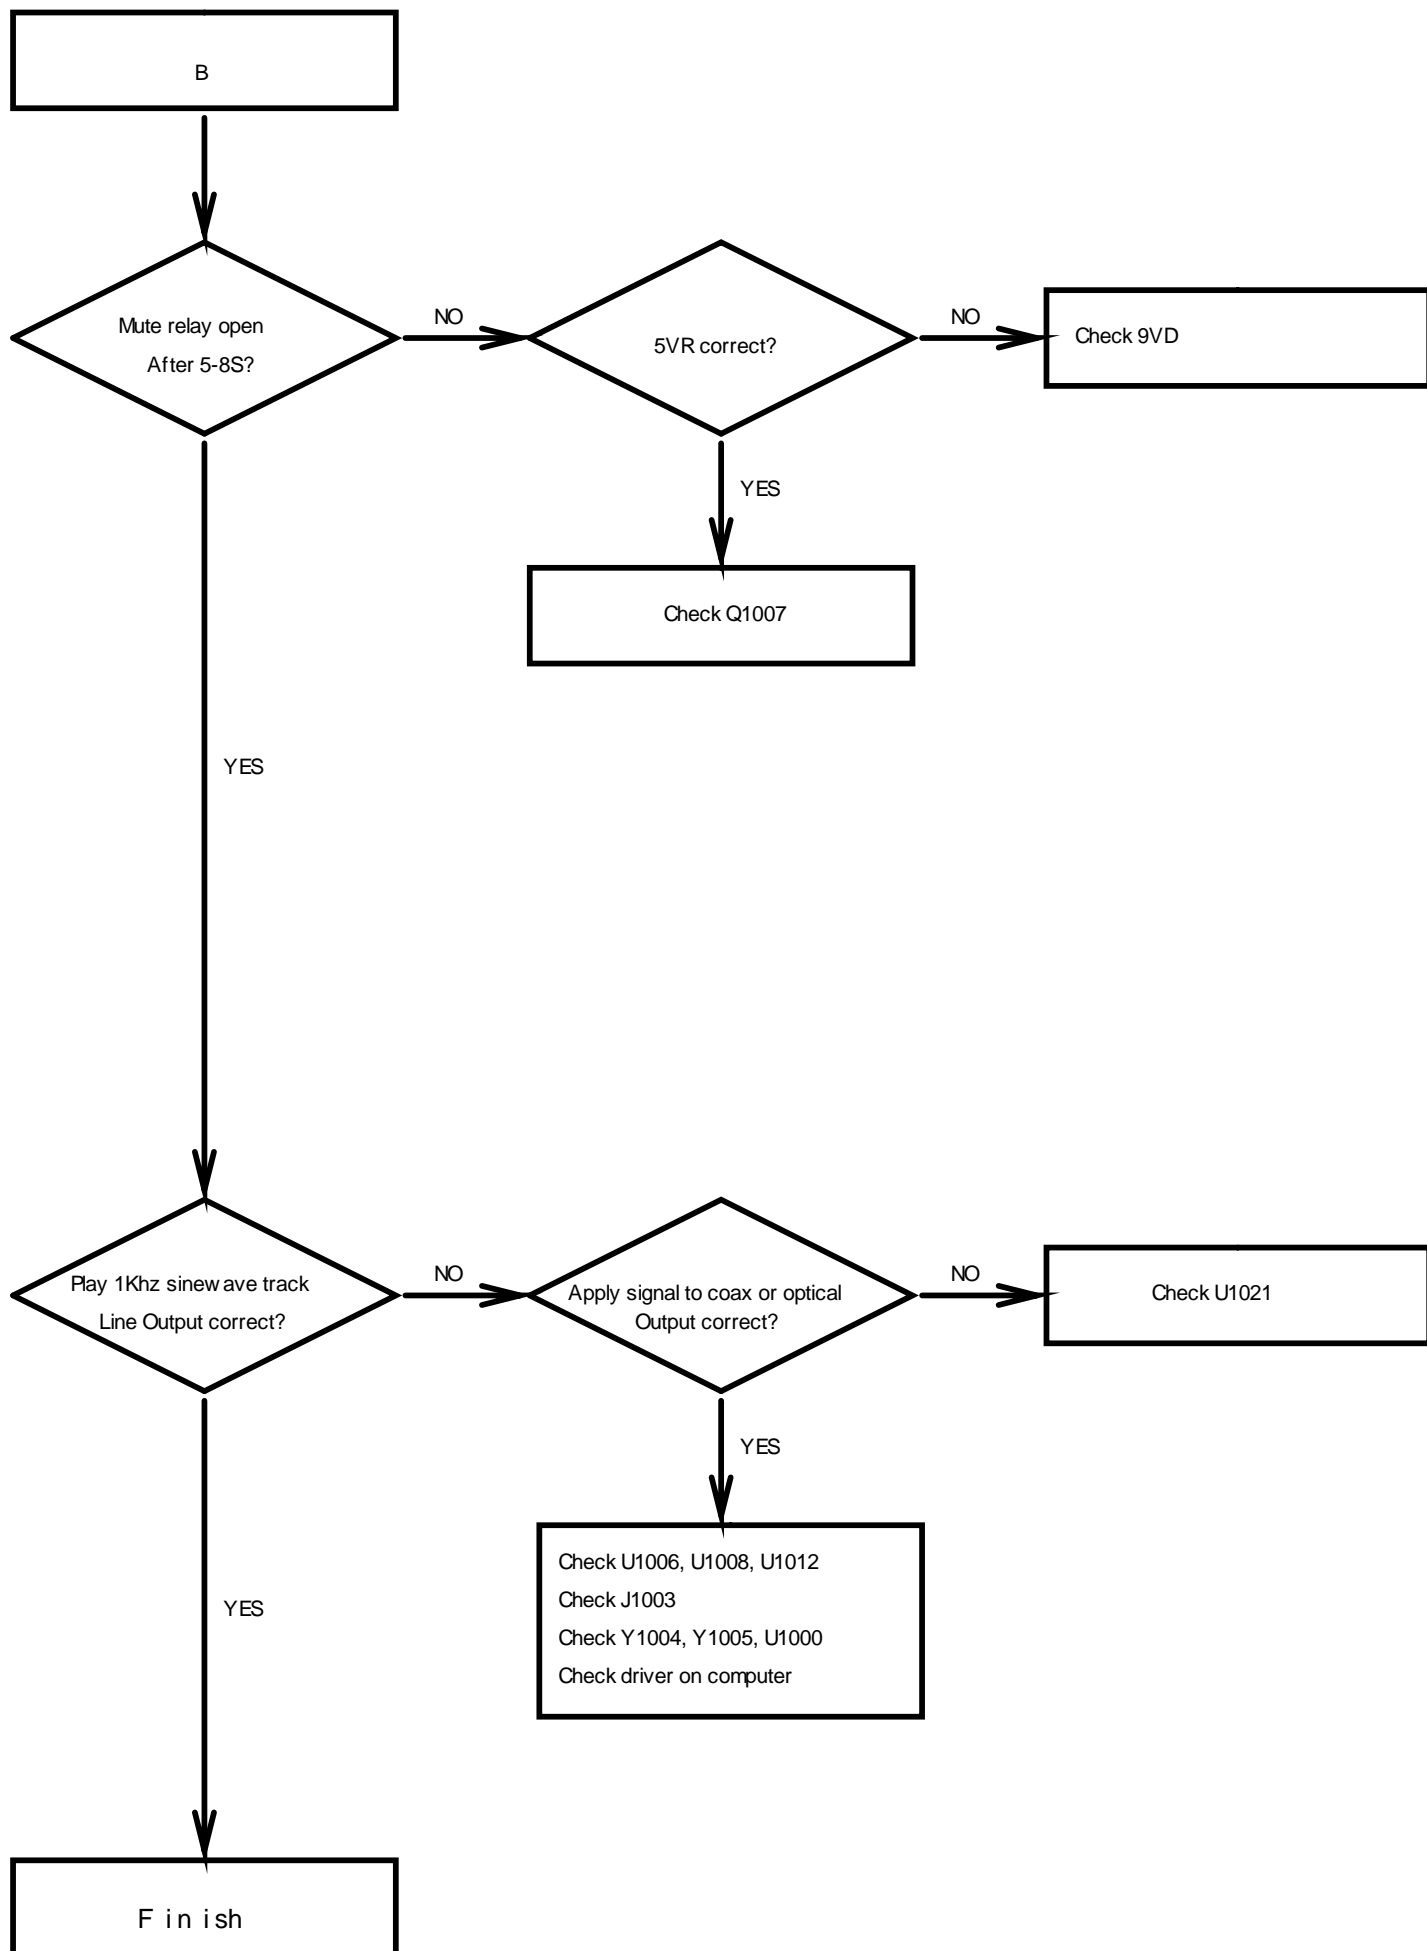 B
Mute relay open
After 5-8S?
NO
5VR correct?
NO
Check 9VD
YES
Check Q1007
YES
Play 1Khz sinewave track
Line Output correct?
NO
Apply signal to coax or optical
Output correct?
NO
Check U1021
YES
Check U1006, U1008, U1012
Check J1003
Check Y1004, Y1005, U1000
Check driver on computer
YES
Finish